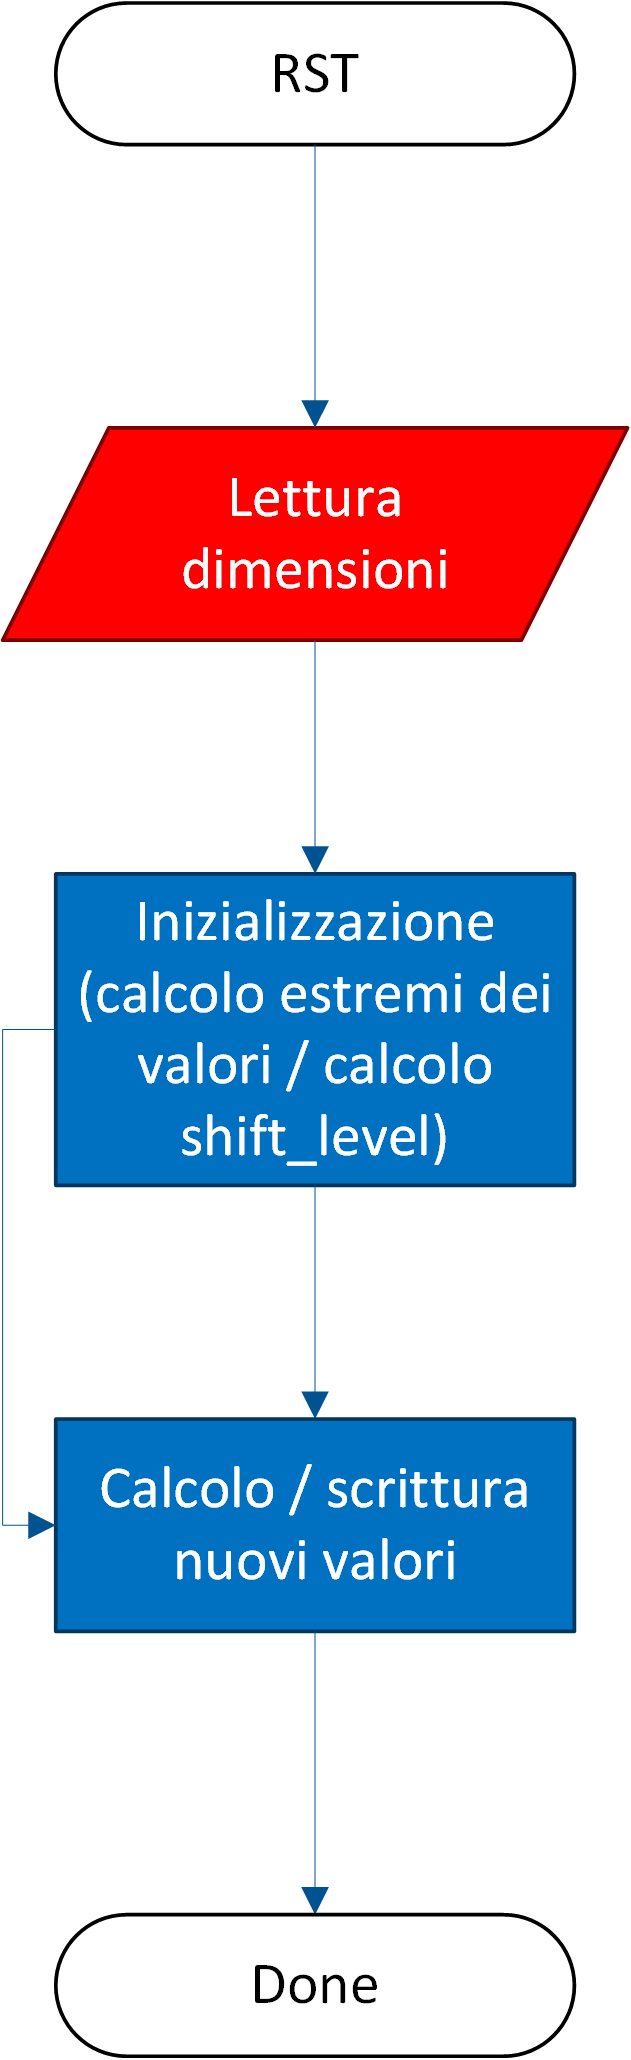 RST
Lettura
dimensioni
Inizializzazione
(calcolo estremi dei
valori / calcolo
shift_level)
Calcolo / scrittura
nuovi valori
Done